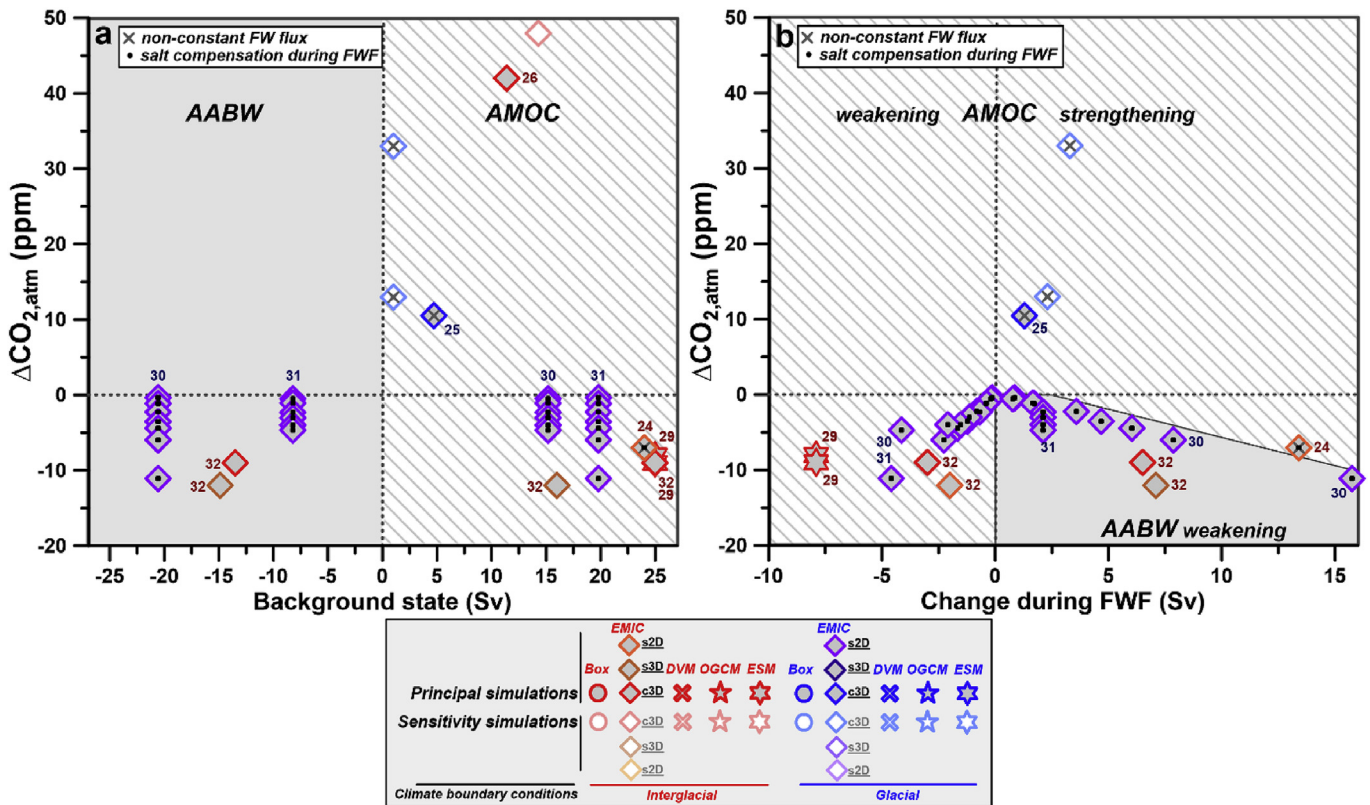 a
× non-constant FW flux
• salt compensation during FWF
AABW
AMOC
50
40
30
20
10
0
-10
-20
ΔCO2,atm (ppm)
26
25
30
31
30
31
24
29
32
32
32
32
29
-25
-20
-15
-10
-5
0
5
10
15
20
25
Background state (Sv)
b
× non-constant FW flux
• salt compensation during FWF
weakening
AMOC
strengthening
50
40
30
20
10
0
-10
-20
ΔCO2,atm (ppm)
25
29
29
30
31
32
32
31
30
32
32
24
30
AABW weakening
-10
-5
0
5
10
15
Change during FWF (Sv)
EMIC
EMIC
s2D
s2D
Box
s3D
DVM
OGCM
ESM
Box
s3D
DVM
OGCM
ESM
Principal simulations
c3D
c3D
Sensitivity simulations
c3D
c3D
s3D
s3D
s2D
s2D
Climate boundary conditions
Interglacial
Glacial